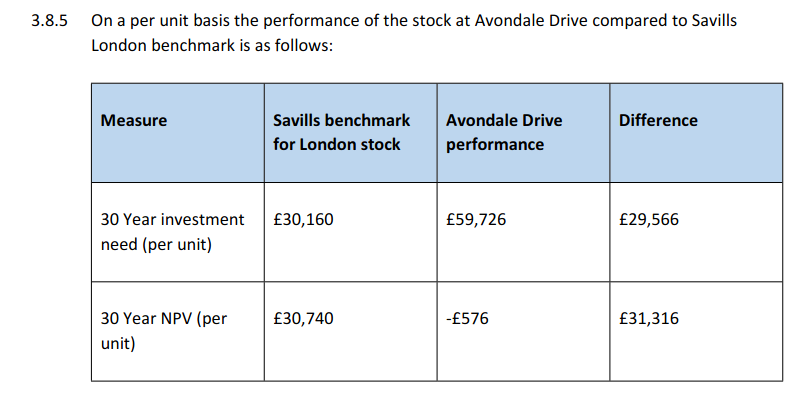 3.8.5 On a per unit basis the performance of the stock at Avondale Drive compared to Savills
London benchmark is as follows:
Measure
Savills benchmark
for London stock
Avondale Drive
performance
Difference
30 Year investment
need (per unit)
£30,160
£59,726
£29,566
30 Year NPV (per
unit)
£30,740
-£576
£31,316